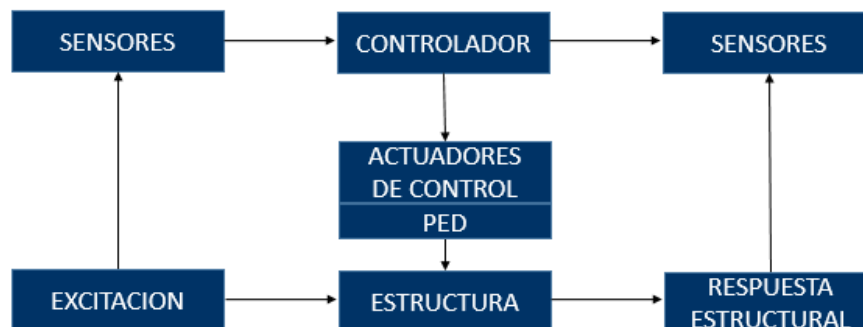 SENSORES
CONTROLADOR
SENSORES
ACTUADORES
DE CONTROL
PED
EXCITACION
ESTRUCTURA
RESPUESTA
ESTRUCTURAL